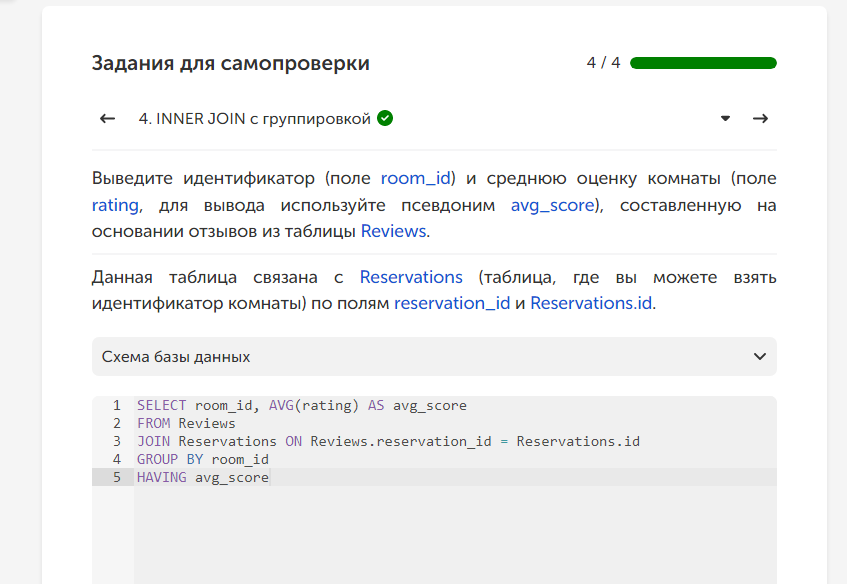 Задания для самопроверки
4 / 4
4. INNER JOIN с группировкой
Выведите идентификатор (поле room_id) и среднюю оценку комнаты (поле
rating, для вывода используйте псевдоним avg_score), составленную на
основании отзывов из таблицы Reviews.
Данная таблица связана с Reservations (таблица, где вы можете взять
идентификатор комнаты) по полям reservation_id и Reservations.id.
Схема базы данных
1 SELECT room_id, AVG(rating) AS avg_score
2 FROM Reviews
3 JOIN Reservations ON Reviews.reservation_id = Reservations.id
4 GROUP BY room_id
5 HAVING avg_score